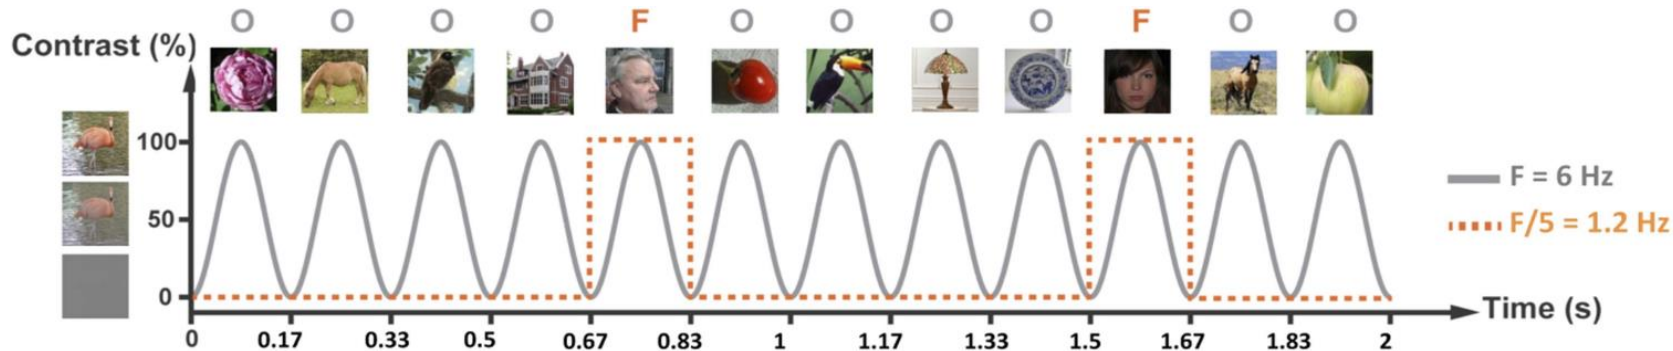 O O O O F O O O O F O O
Contrast (%)
100
50
0
F = 6 Hz
F/5 = 1.2 Hz
Time (s)
0 0.17 0.33 0.5 0.67 0.83 1 1.17 1.33 1.5 1.67 1.83 2